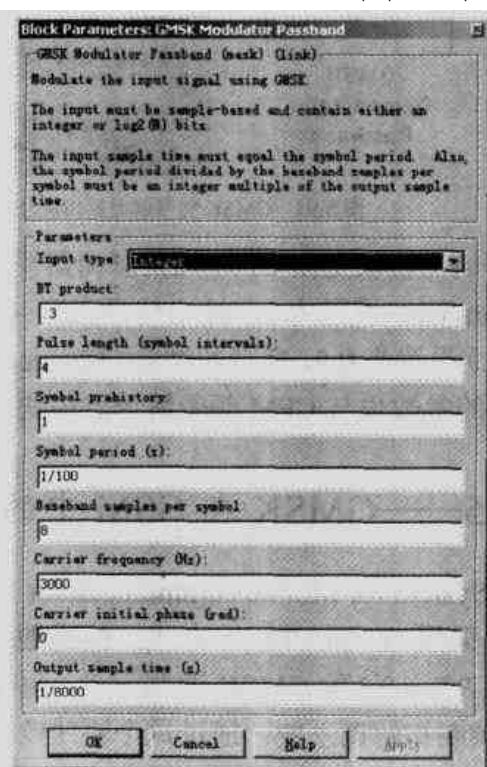 Block Parameters: GMSK Modulator Passband
GMSK Modulator Passband (mask) (link)
Modulate the input signal using GMSK.
The input must be sample-based and contain either an
integer or log2(M) bits.
The input sample time must equal the symbol period. Also,
the symbol period divided by the baseband samples per
symbol must be an integer multiple of the output sample
time.
Parameters
Input type: Integer
BT product:
3
Pulse length (symbol intervals):
4
Symbol prehistory:
1
Symbol period (s):
1/100
Baseband samples per symbol
8
Carrier frequency (Hz):
3000
Carrier initial phase (rad):
0
Output sample time (s)
1/8000
OK Cancel Help Apply